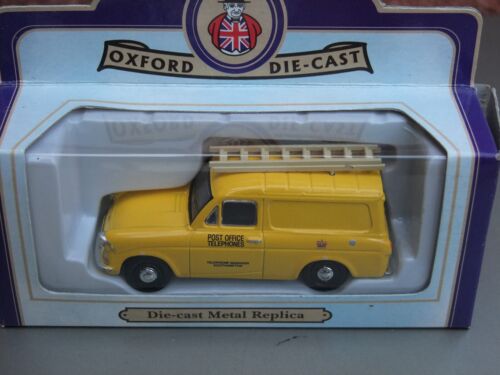 OXFORD DIE-CAST
POST OFFICE
TELEPHONES
Die-cast Metal Replica